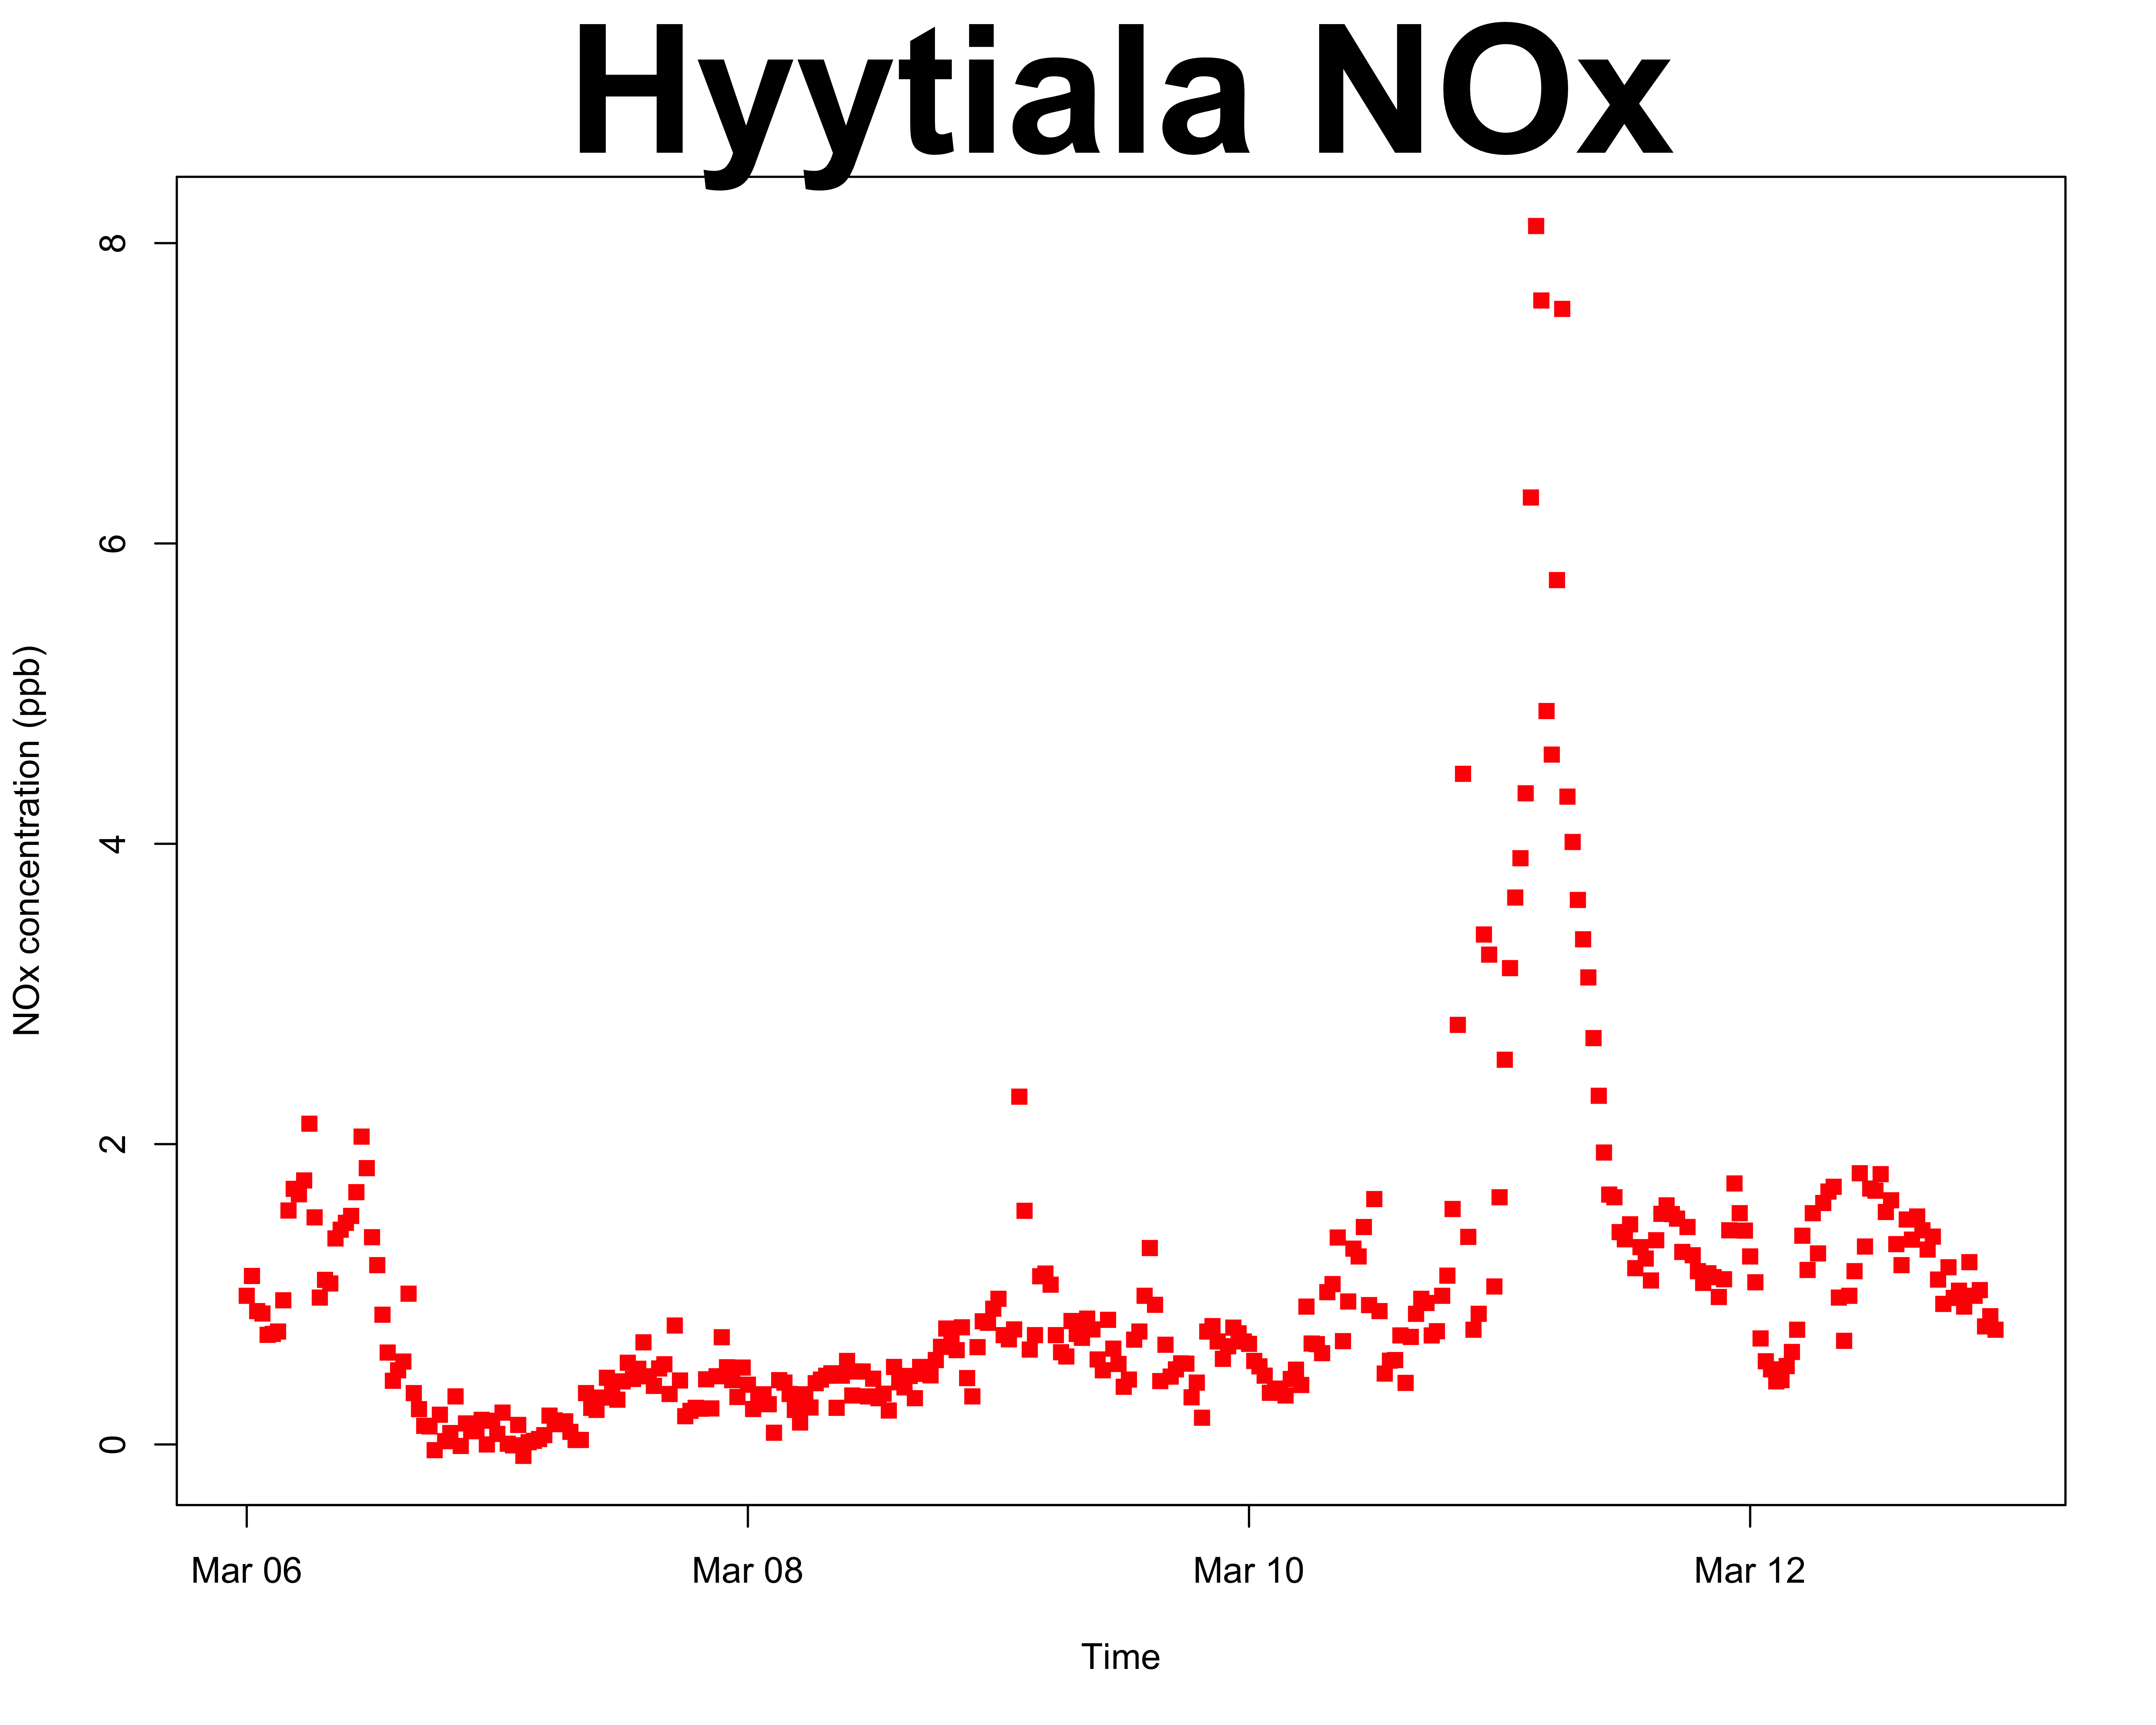 Hyytiala NOx
8
6
4
2
0
NOx concentration (ppb)
Mar 06
Mar 08
Mar 10
Mar 12
Time